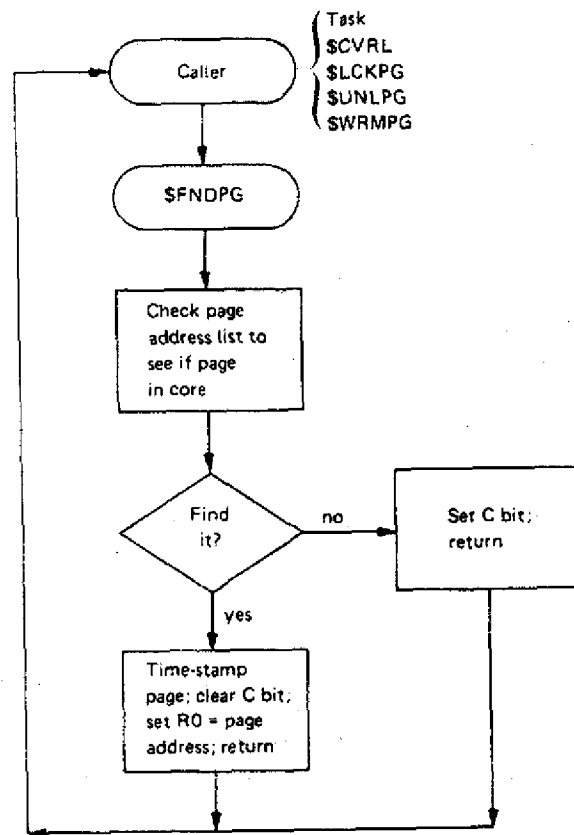 Task
$CVRL
Caller
$LCKPG
$UNLPG
$WRMPG
$FNDPG
Check page
address list to
see if page
in core
Find
it?
no
Set C bit;
return
yes
Time-stamp
page; clear C bit;
set R0 = page
address; return